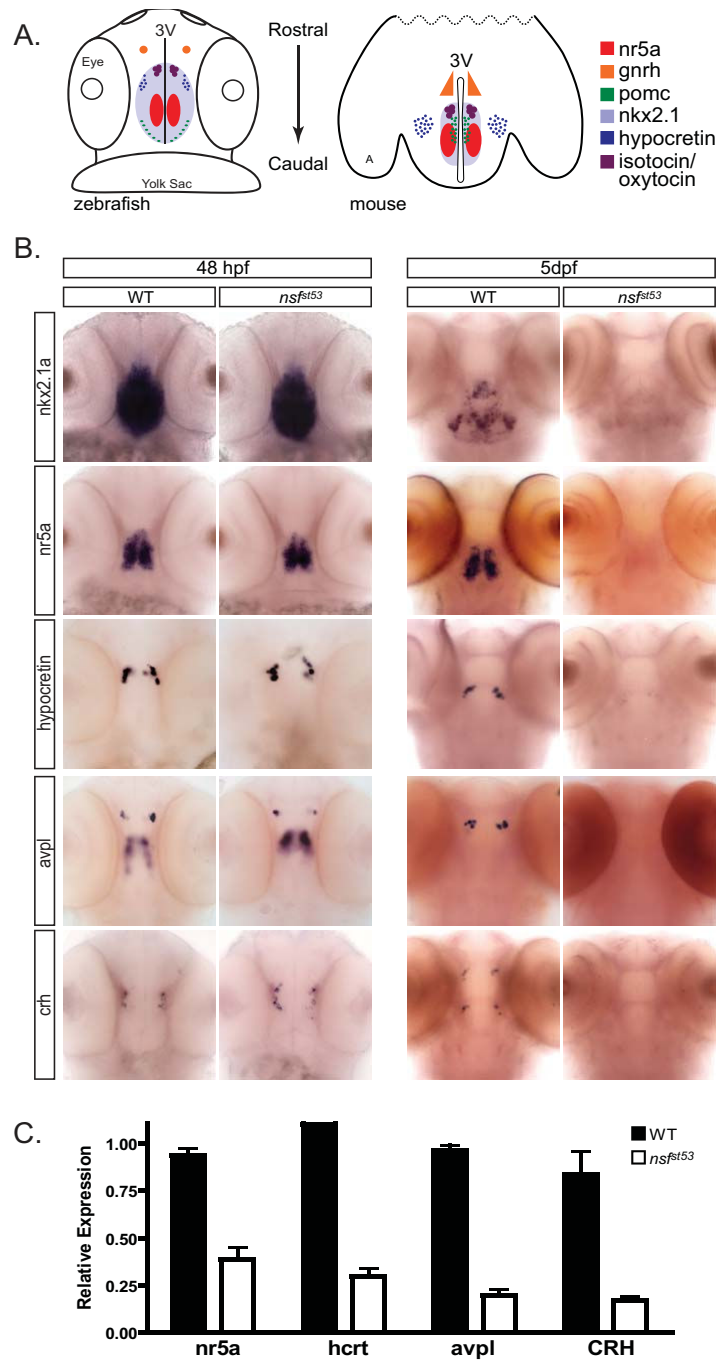 A.
3V
Eye
Yolk Sac
zebrafish
Rostral
Caudal
3V
A
mouse
nr5a
gnrh
pomc
nkx2.1
hypocretin
isotocin/
oxytocin
B.
48 hpf
5dpf
WT
nsfst53
WT
nsfst53
nkx2.1a
nr5a
hypocretin
avpl
crh
C.
WT
nsfst53
Relative Expression
1.00
0.75
0.50
0.25
0.00
nr5a
hcrt
avpl
CRH